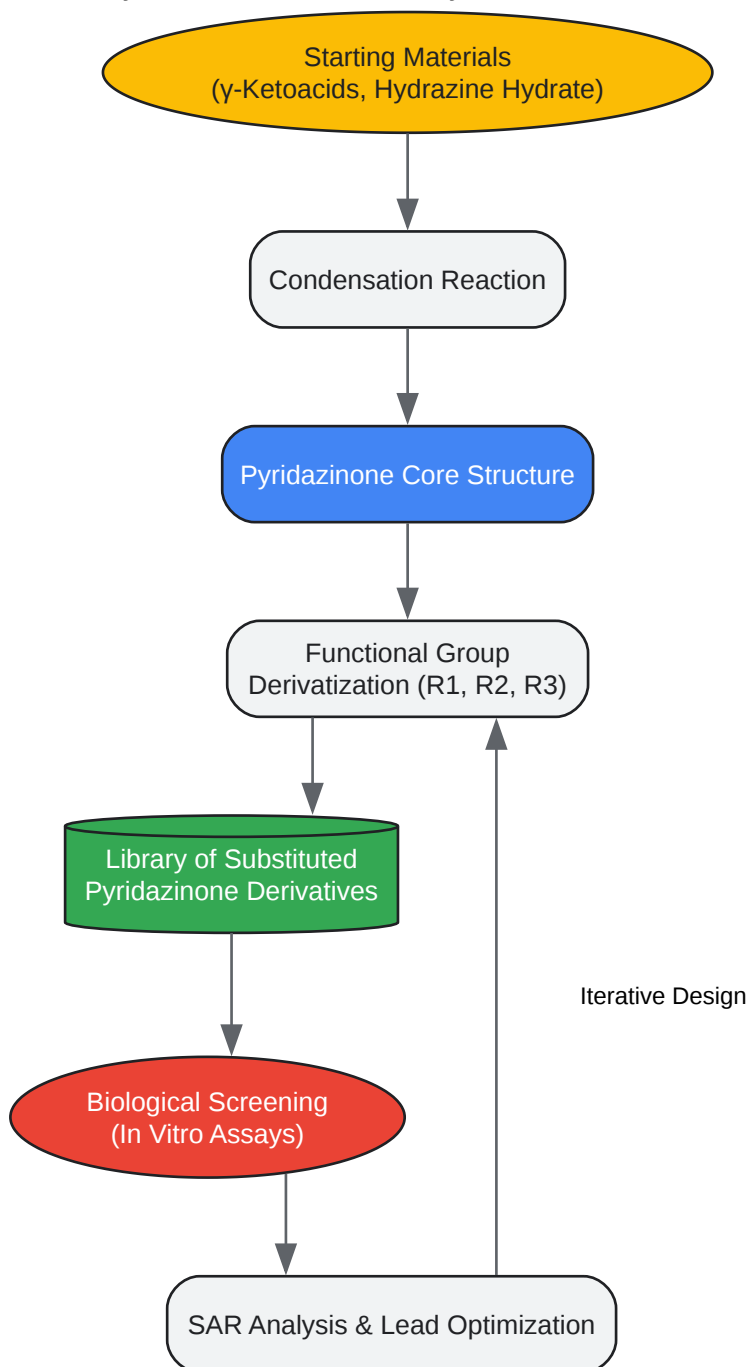 Starting Materials
(γ-Ketoacids, Hydrazine Hydrate)
Condensation Reaction
Pyridazinone Core Structure
Functional Group
Derivatization (R1, R2, R3)
Library of Substituted
Pyridazinone Derivatives
Iterative Design
Biological Screening
(In Vitro Assays)
SAR Analysis & Lead Optimization